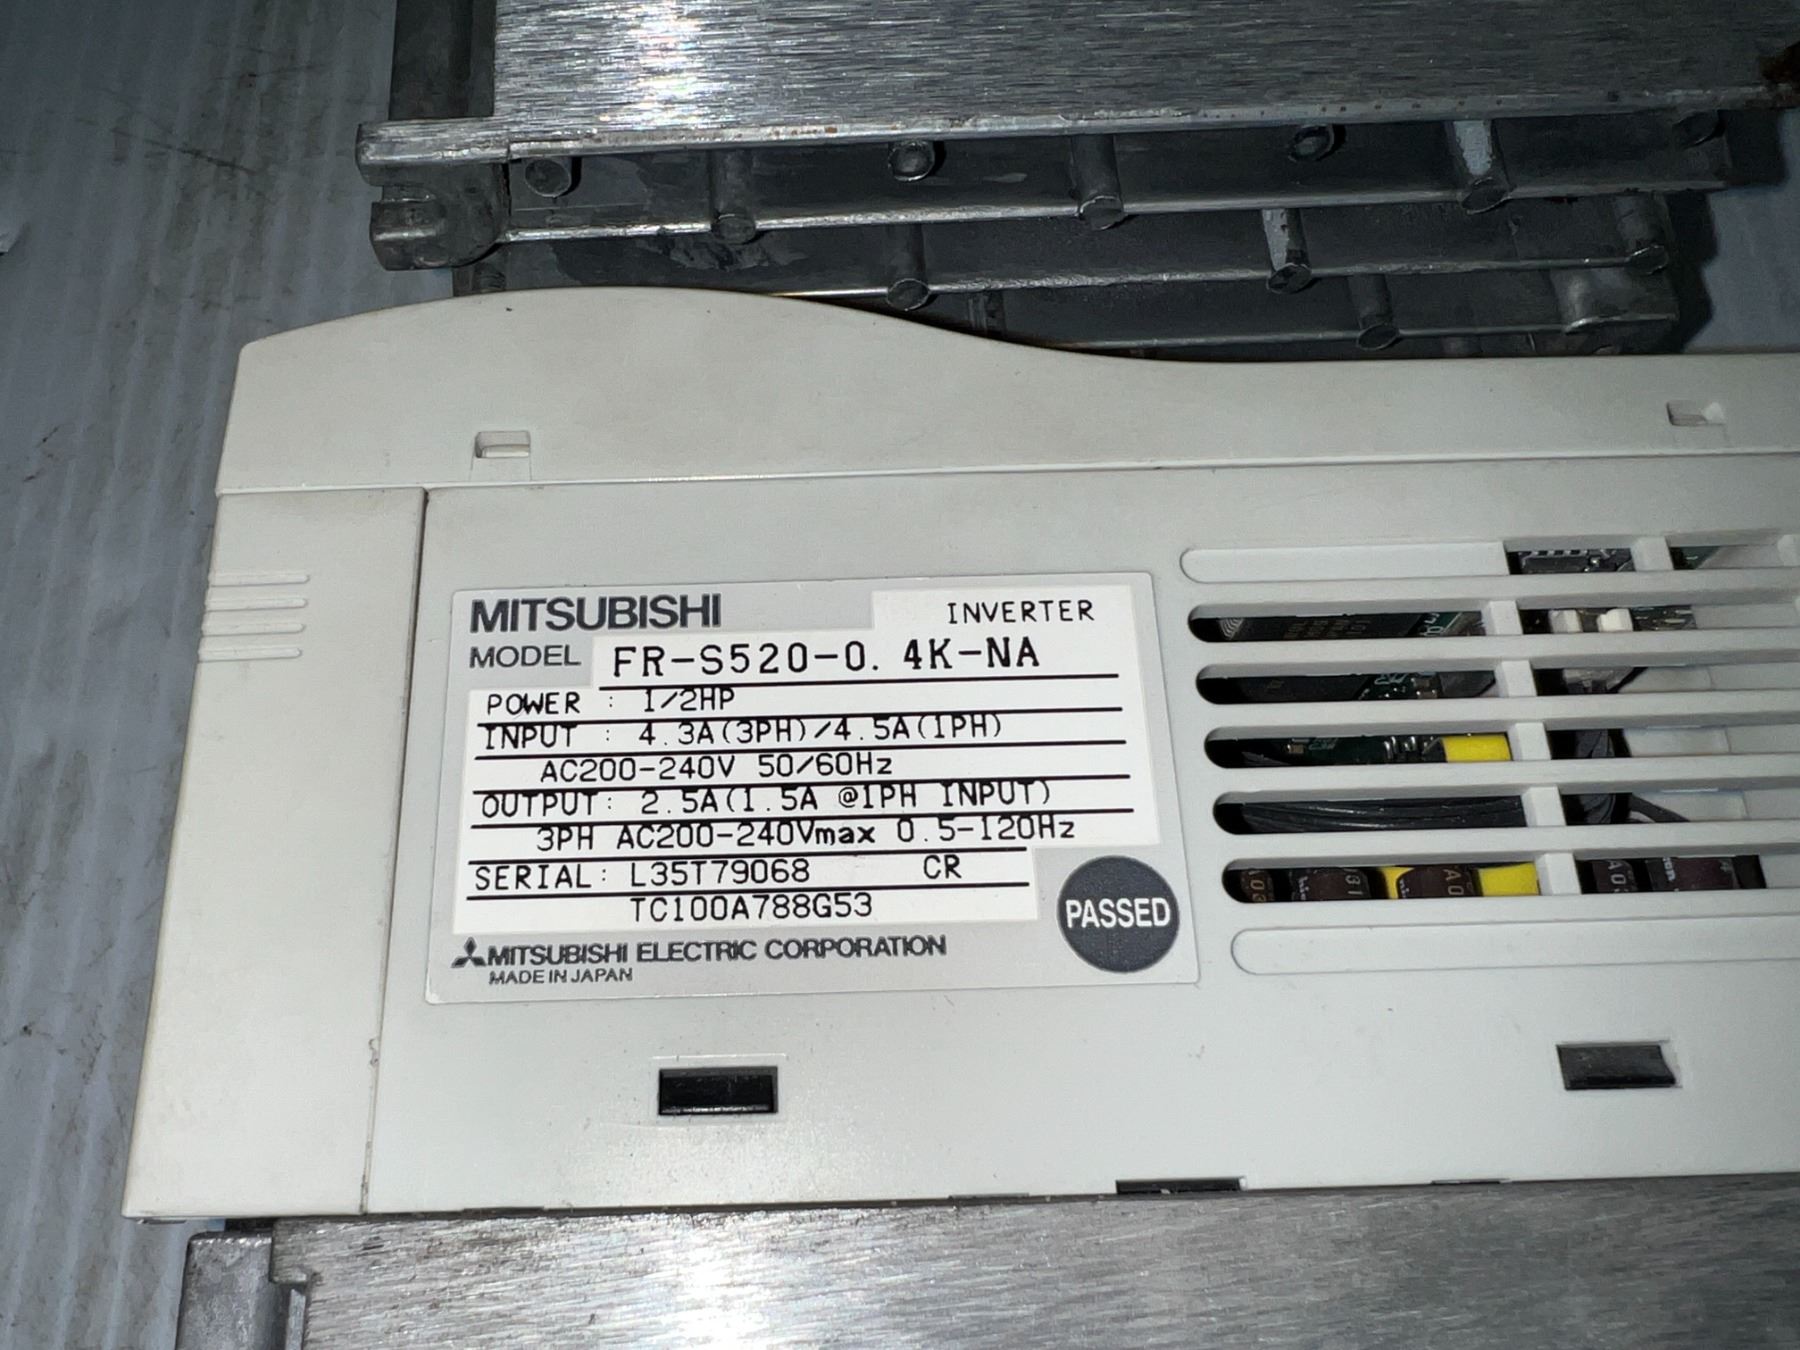 MITSUBISHI INVERTER
MODEL FR-S520-0.4K-NA
POWER : 1/2HP
INPUT : 4.3A(3PH)/4.5A(1PH)
AC200-240V 50/60Hz
OUTPUT: 2.5A(1.5A @1PH INPUT)
3PH AC200-240Vmax 0.5-120Hz
SERIAL: L35T79068 CR
TC100A788G53
PASSED
MITSUBISHI ELECTRIC CORPORATION
MADE IN JAPAN